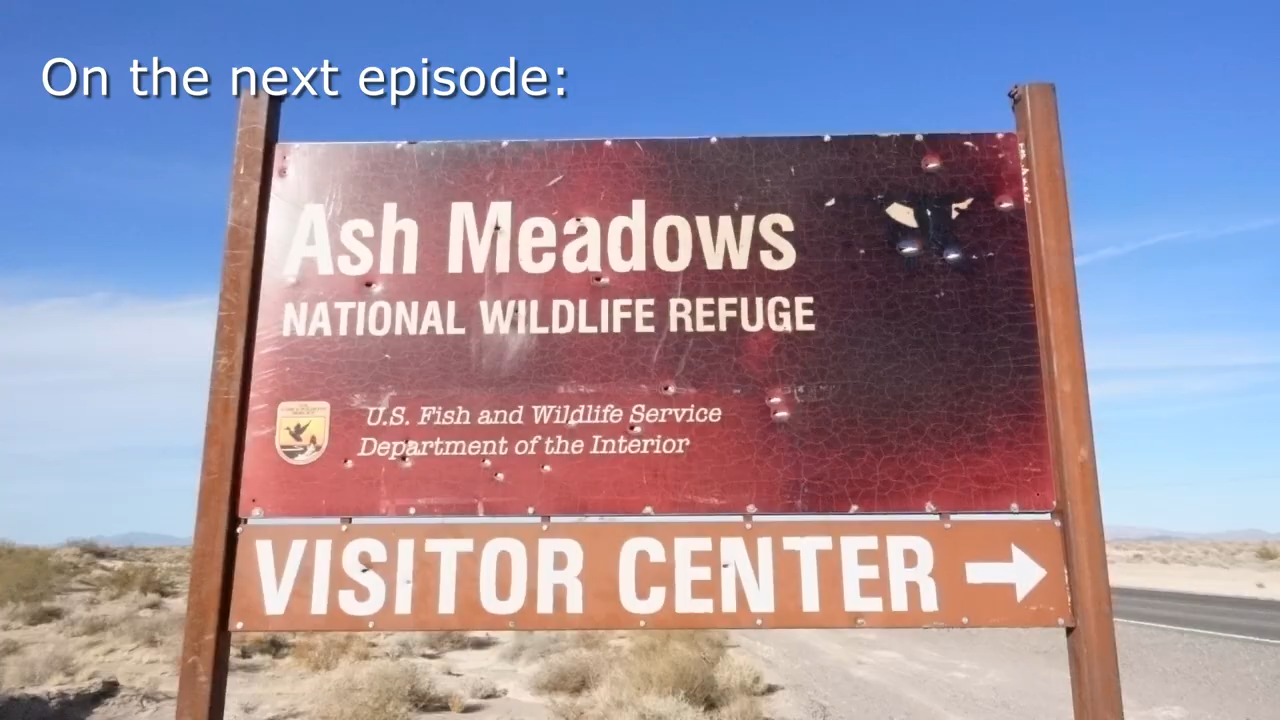 On the next episode:
Ash Meadows
NATIONAL WILDLIFE REFUGE
U.S. Fish and Wildlife Service
Department of the Interior
VISITOR CENTER